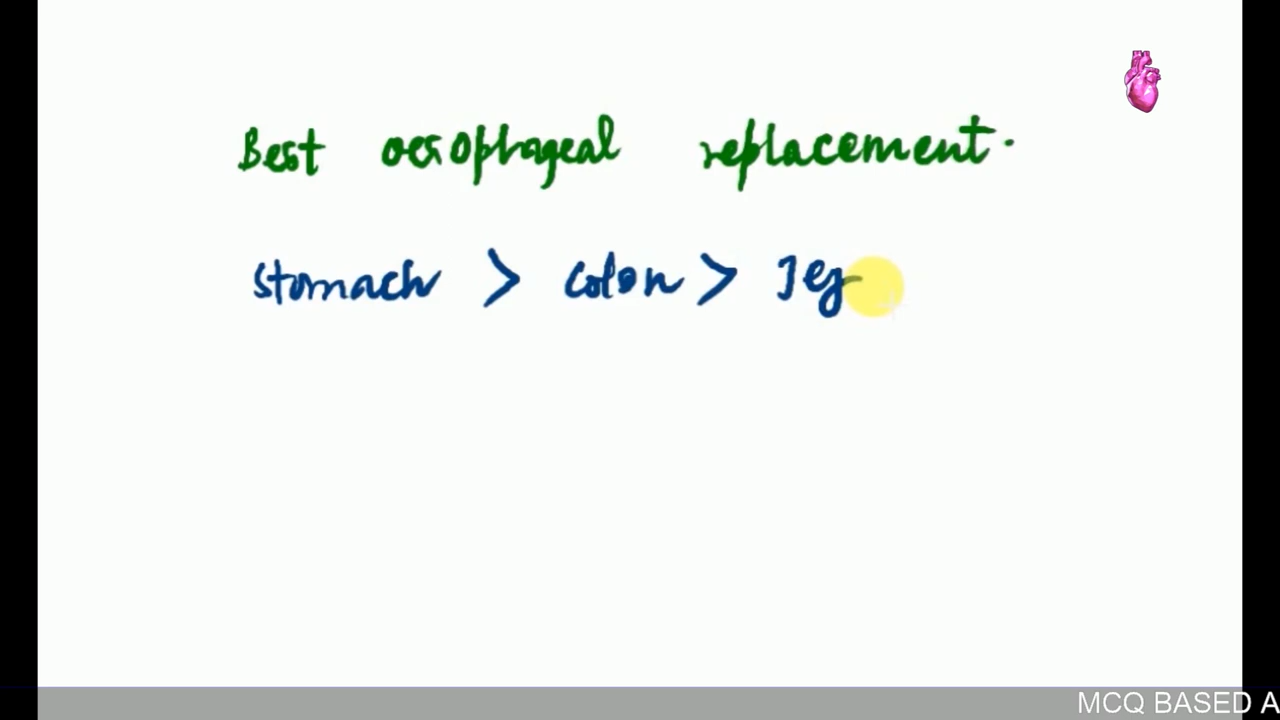 Best oesophageal replacement.
stomach > colon > Jej
MCQ BASED A